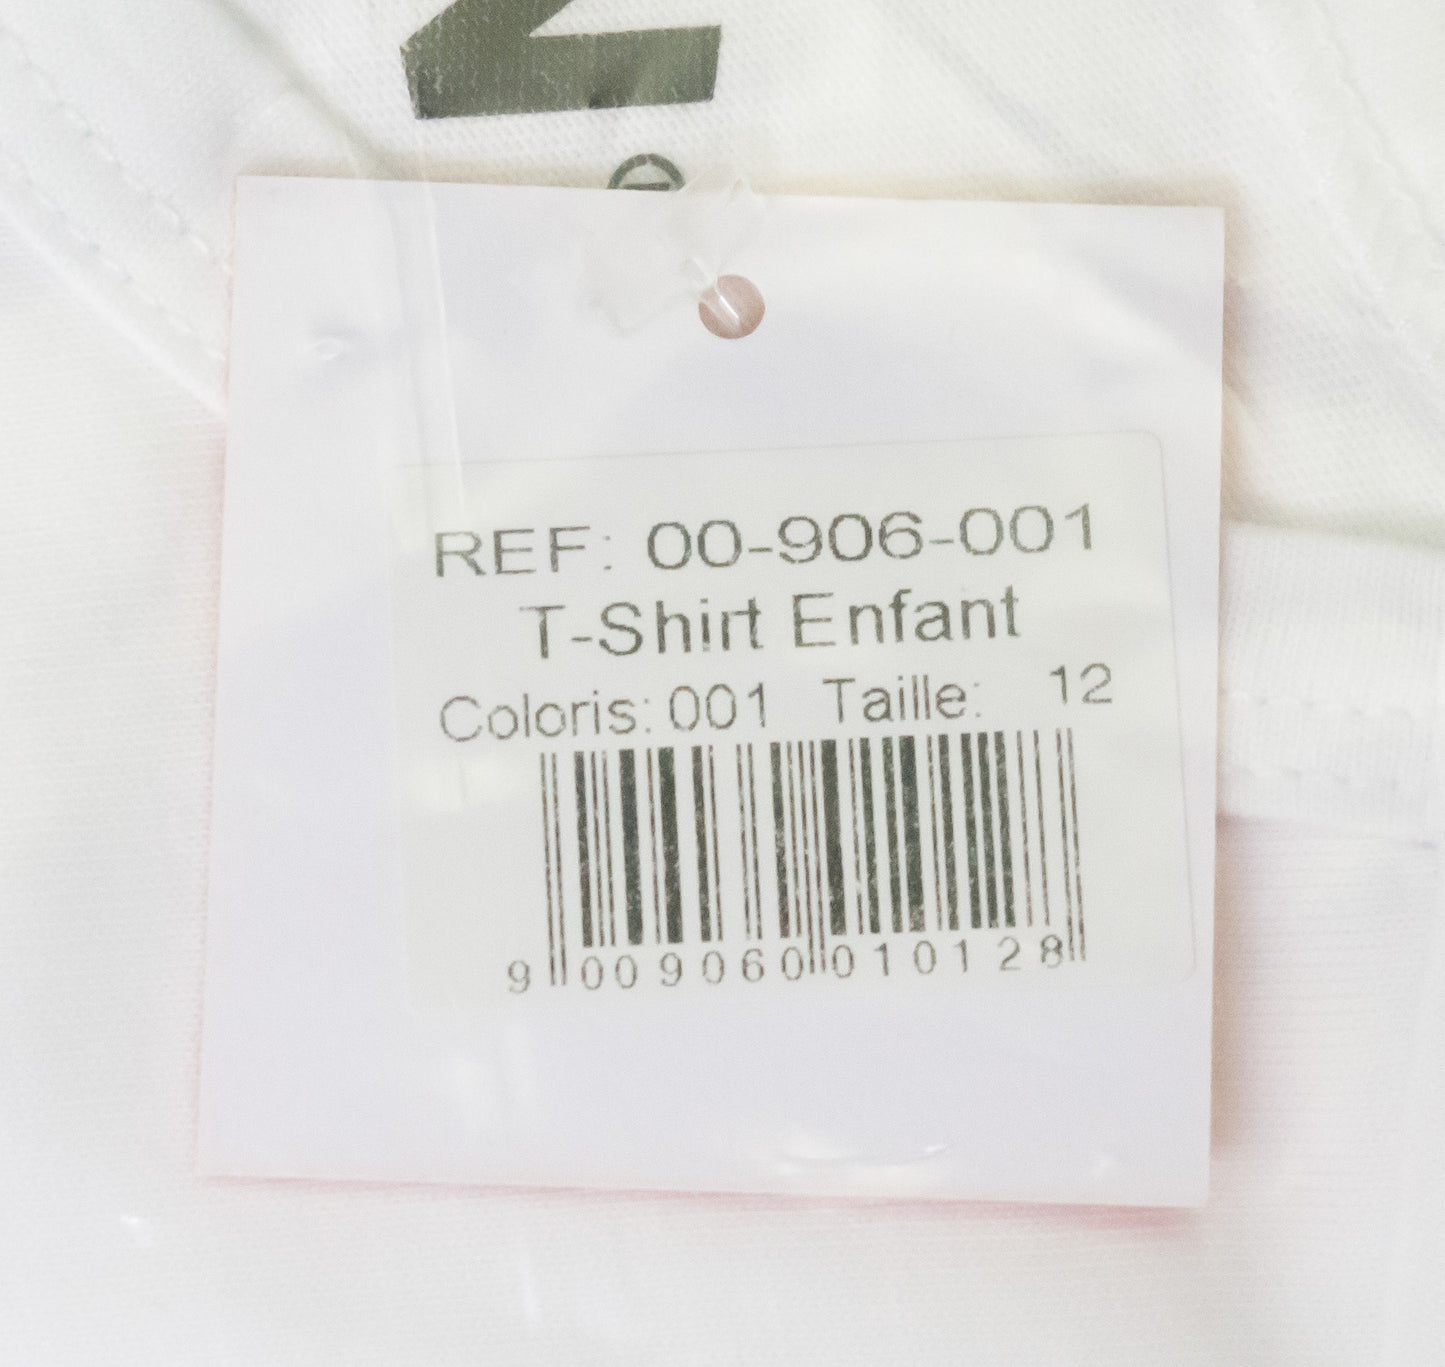 REF: 00-906-001
T-Shirt Enfant
Coloris: 001 Taille: 12
9 009060 010128